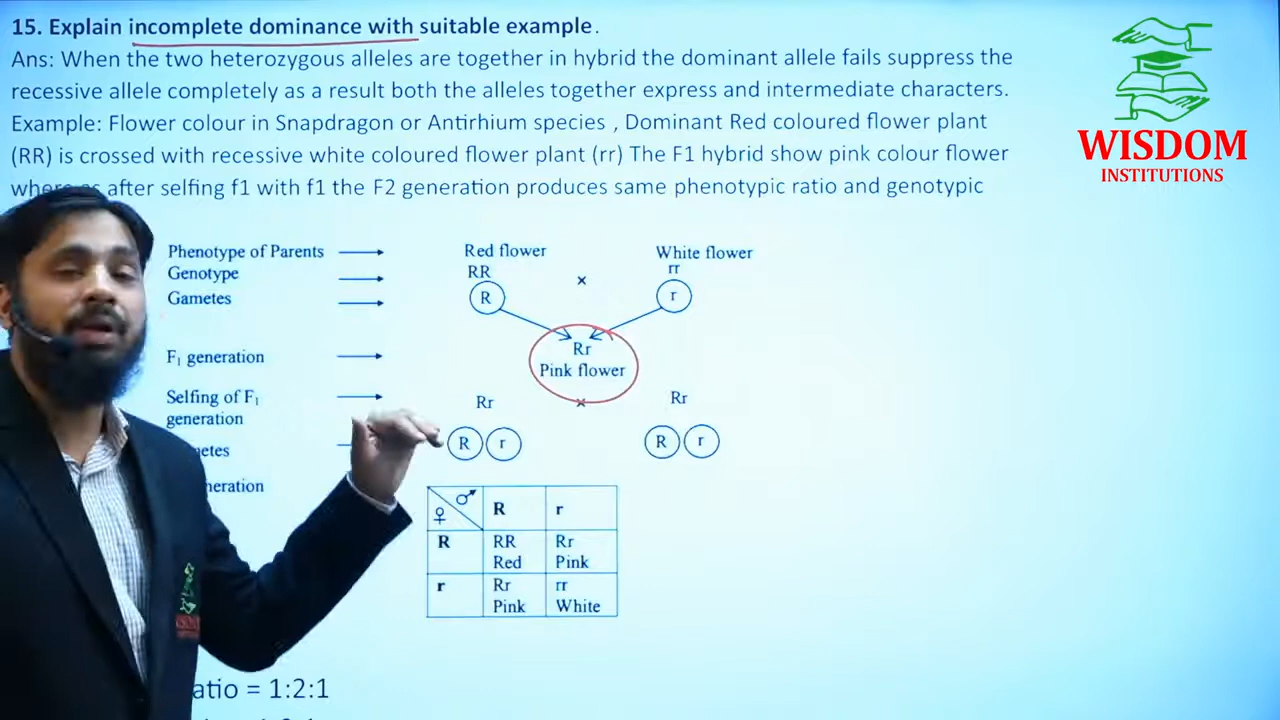 15. Explain incomplete dominance with suitable example.
Ans: When the two heterozygous alleles are together in hybrid the dominant allele fails suppress the
recessive allele completely as a result both the alleles together express and intermediate characters.
Example: Flower colour in Snapdragon or Antirhium species , Dominant Red coloured flower plant
(RR) is crossed with recessive white coloured flower plant (rr) The F1 hybrid show pink colour flower
where as after selfing f1 with f1 the F2 generation produces same phenotypic ratio and genotypic
WISDOM
INSTITUTIONS
Phenotype of Parents Red flower White flower
Genotype RR × rr
Gametes R r
F₁ generation Rr
Pink flower
Selfing of F₁ Rr × Rr
generation
R r R r
♀ ♂ R r
R RR Rr
Red Pink
r Rr rr
Pink White
= 1:2:1